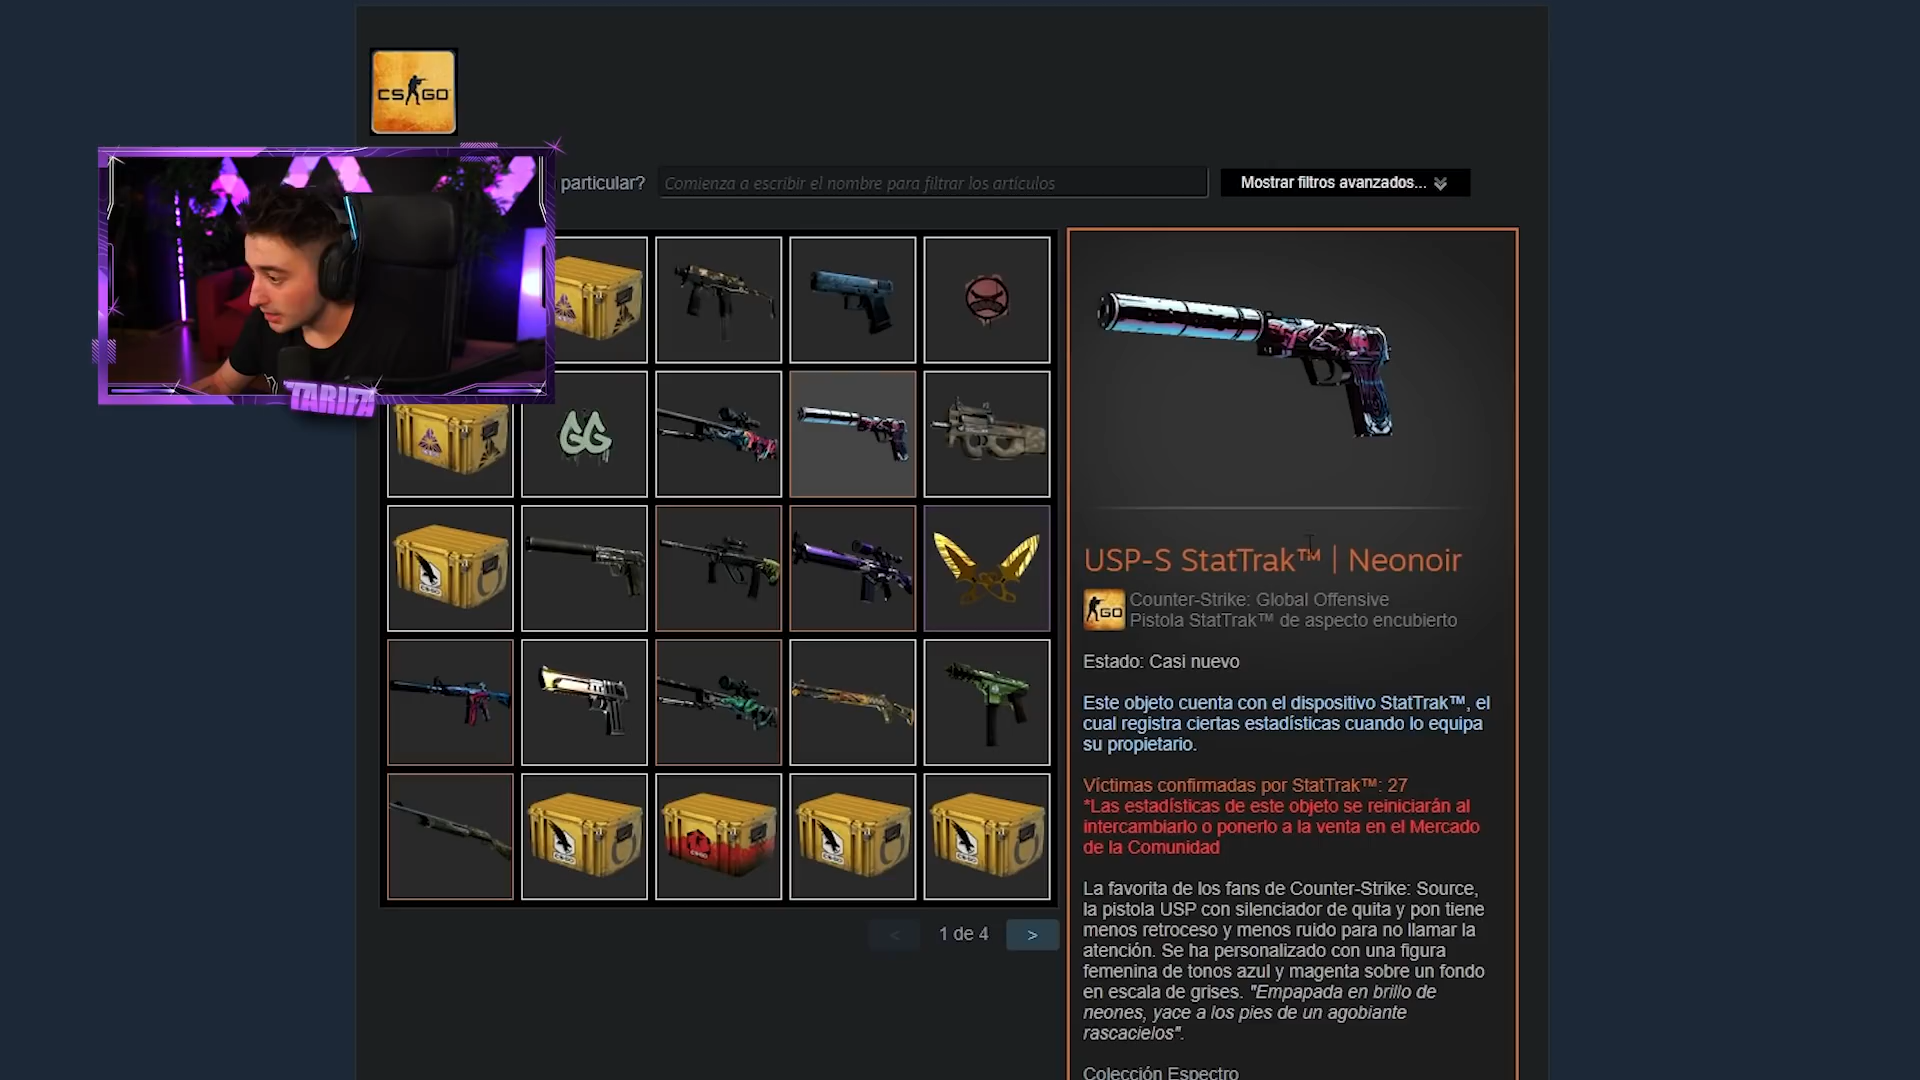 CS GO
particular?
Comienza a escribir el nombre para filtrar los artículos
Mostrar filtros avanzados...
TARIFA
GG
USP-S StatTrak™ | Neonoir
GO
Counter-Strike: Global Offensive
Pistola StatTrak™ de aspecto encubierto
Estado: Casi nuevo
Este objeto cuenta con el dispositivo StatTrak™, el
cual registra ciertas estadísticas cuando lo equipa
su propietario.
Víctimas confirmadas por StatTrak™: 27
*Las estadísticas de este objeto se reiniciarán al
intercambiarlo o ponerlo a la venta en el Mercado
de la Comunidad
La favorita de los fans de Counter-Strike: Source,
la pistola USP con silenciador de quita y pon tiene
menos retroceso y menos ruido para no llamar la
atención. Se ha personalizado con una figura
femenina de tonos azul y magenta sobre un fondo
en escala de grises. "Empapada en brillo de
neones, yace a los pies de un agobiante
rascacielos".
Colección Espectro
< 1 de 4 >